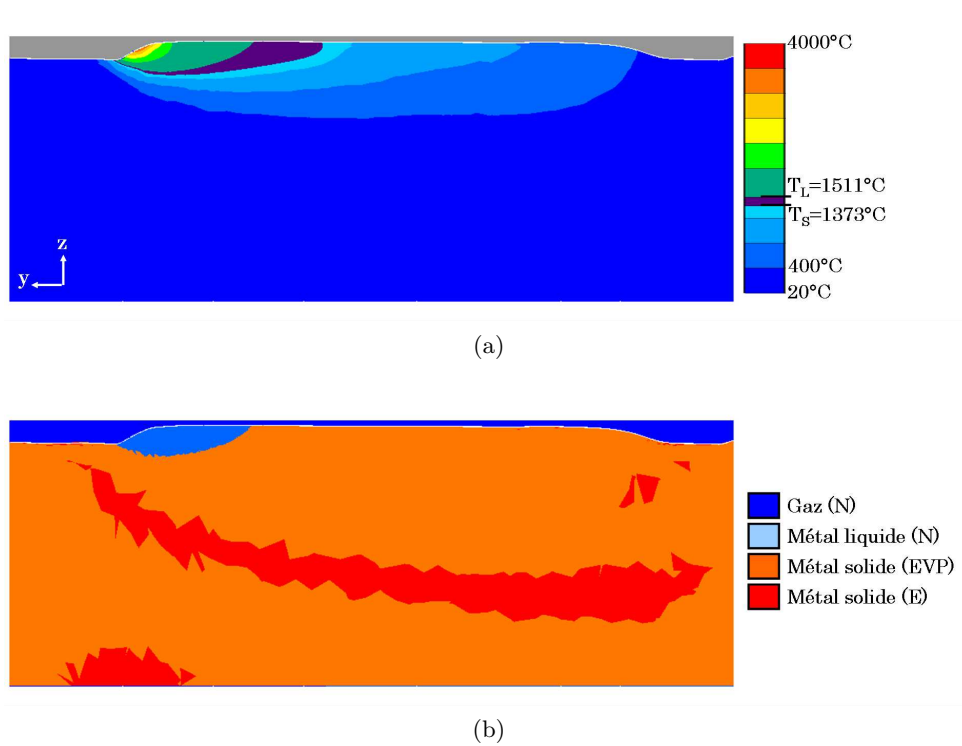 4000°C
T_L=1511°C
T_S=1373°C
400°C
20°C
z
y
(a)
Gaz (N)
Métal liquide (N)
Métal solide (EVP)
Métal solide (E)
(b)